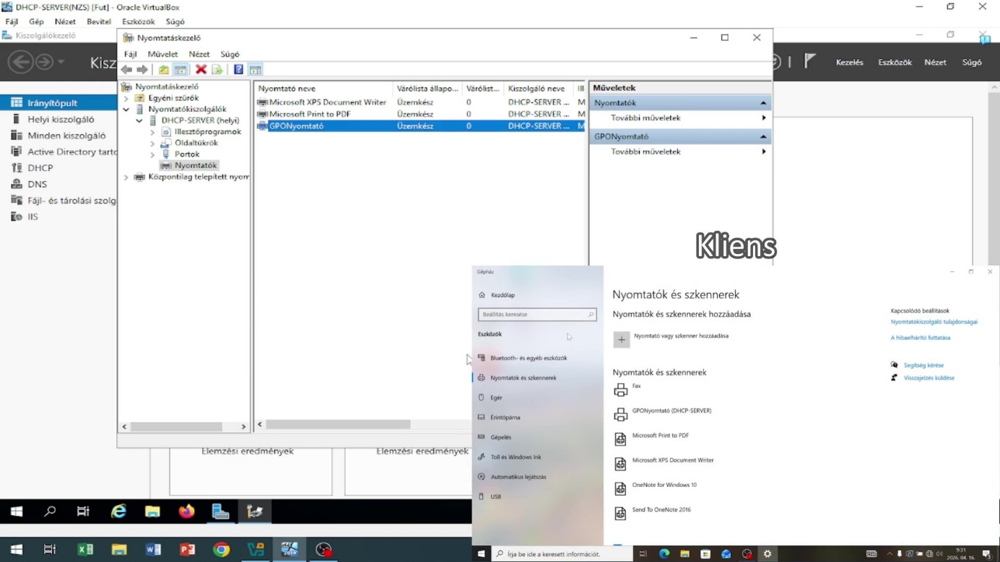 DHCP-SERVER(NZS) [Fut] - Oracle VirtualBox
Fájl Gép Nézet Bevitel Eszközök Súgó
Kiszolgálókezelő
Kisz
Kezelés Eszközök Nézet Súgó
Irányítópult
Helyi kiszolgáló
Minden kiszolgáló
Active Directory tarto
DHCP
DNS
Fájl- és tárolási szolg
IIS
Nyomtatáskezelő
Fájl Művelet Nézet Súgó
Nyomtatáskezelő
Egyéni szűrők
Nyomtatókiszolgálók
DHCP-SERVER (helyi)
Illesztőprogramok
Oldaltükrök
Portok
Nyomtatók
Központilag telepített nyom
Nyomtató neve Várólista állapo... Várólist... Kiszolgáló neve Ill
Microsoft XPS Document Writer Üzemkész 0 DHCP-SERVER ... M
Microsoft Print to PDF Üzemkész 0 DHCP-SERVER ... M
GPONyomtató Üzemkész 0 DHCP-SERVER ... M
Műveletek
Nyomtatók
További műveletek
GPONyomtató
További műveletek
Elemzési eredmények Elemzési eredmények
Kliens
Gépház
Kezdőlap
Beállítás keresése
Eszközök
Bluetooth- és egyéb eszközök
Nyomtatók és szkennerek
Egér
Érintőpárna
Gépelés
Toll és Windows Ink
Automatikus lejátszás
USB
Nyomtatók és szkennerek
Nyomtatók és szkennerek hozzáadása
Nyomtató vagy szkenner hozzáadása
Nyomtatók és szkennerek
Fax
GPONyomtató (DHCP-SERVER)
Microsoft Print to PDF
Microsoft XPS Document Writer
OneNote for Windows 10
Send To OneNote 2016
Kapcsolódó beállítások
Nyomtatókiszolgáló tulajdonságai
A hibaelhárító futtatása
Segítség kérése
Visszajelzés küldése
Írja be ide a keresett információt.
9:31
2026. 04. 16.